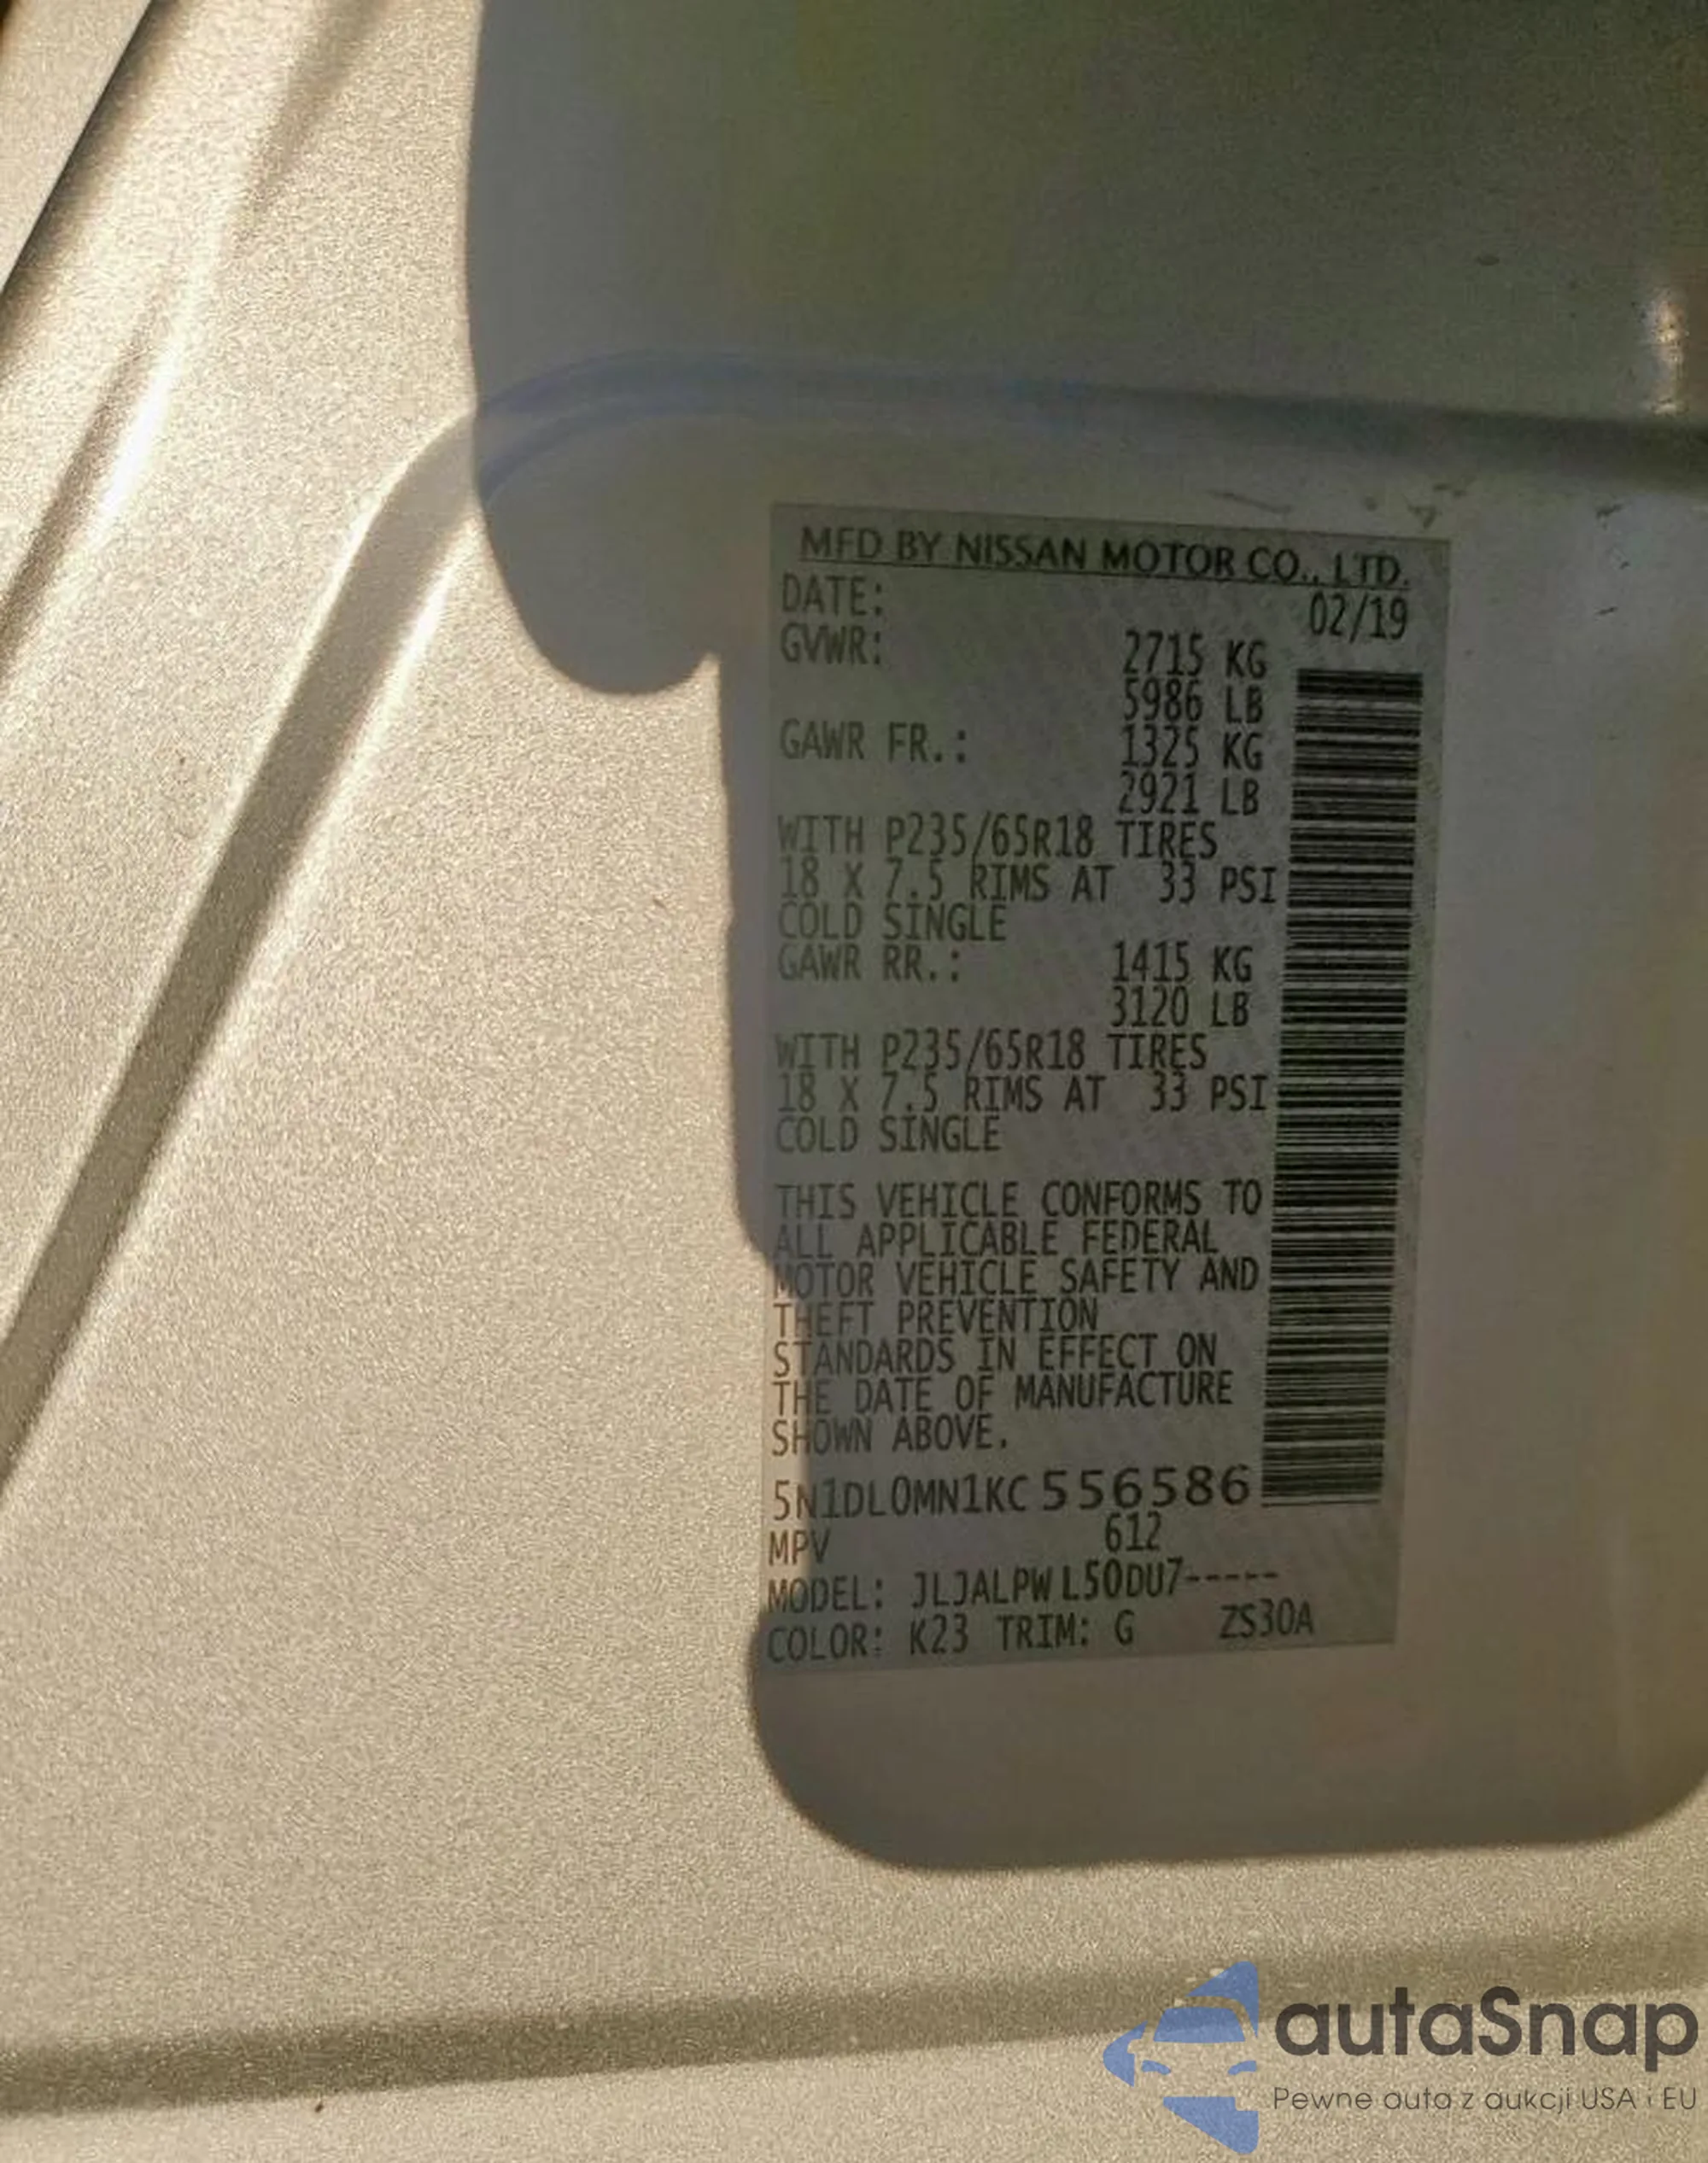 MFD BY NISSAN MOTOR CO., LTD.
DATE: 02/19
GVWR: 2715 KG
5986 LB
GAWR FR.: 1325 KG
2921 LB
WITH P235/65R18 TIRES
18 X 7.5 RIMS AT 33 PSI
COLD SINGLE
GAWR RR.: 1415 KG
3120 LB
WITH P235/65R18 TIRES
18 X 7.5 RIMS AT 33 PSI
COLD SINGLE
THIS VEHICLE CONFORMS TO
ALL APPLICABLE FEDERAL
MOTOR VEHICLE SAFETY AND
THEFT PREVENTION
STANDARDS IN EFFECT ON
THE DATE OF MANUFACTURE
SHOWN ABOVE.
5N1DL0MN1KC556586
MPV 612
MODEL: JLJALPWL50DU7-----
COLOR: K23 TRIM: G ZS30A
autaSnap
Pewne auta z aukcji USA i EU